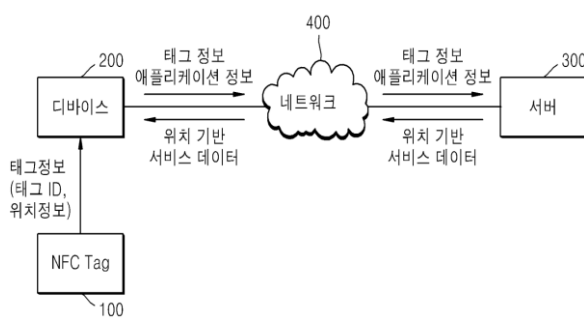 400
200
태그 정보
애플리케이션 정보
태그 정보
애플리케이션 정보
300
디바이스
네트워크
서버
위치 기반
서비스 데이터
위치 기반
서비스 데이터
태그정보
(태그 ID,
위치정보)
NFC Tag
100